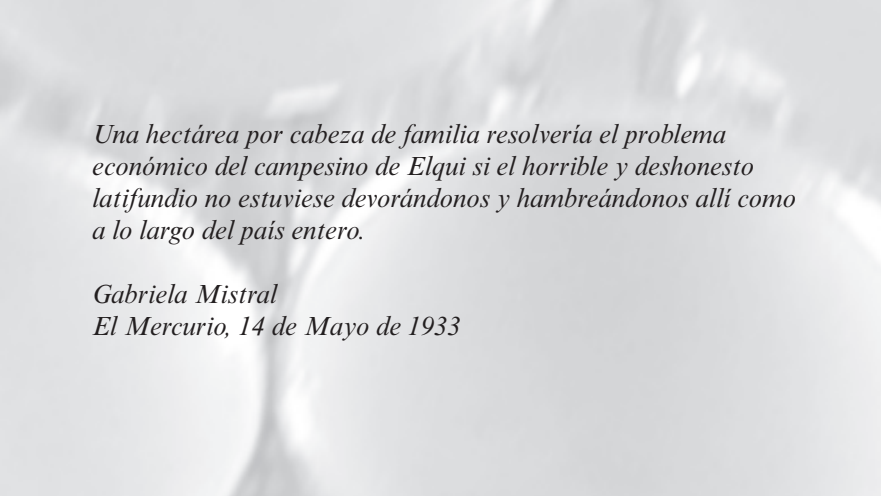 Una hectárea por cabeza de familia resolvería el problema
económico del campesino de Elqui si el horrible y deshonesto
latifundio no estuviese devorándonos y hambreándonos allí como
a lo largo del país entero.
Gabriela Mistral
El Mercurio, 14 de Mayo de 1933